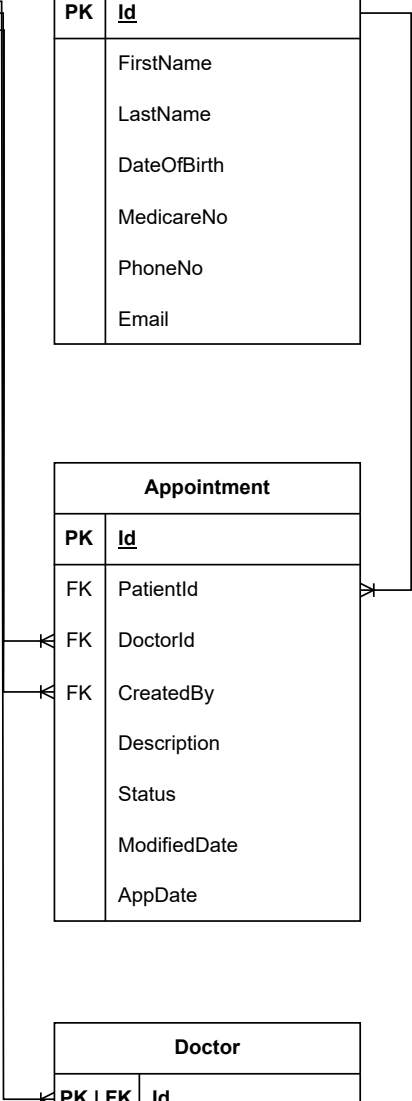 PK Id
FirstName
LastName
DateOfBirth
MedicareNo
PhoneNo
Email
Appointment
PK Id
FK PatientId
FK DoctorId
FK CreatedBy
Description
Status
ModifiedDate
AppDate
Doctor
PK | FK Id